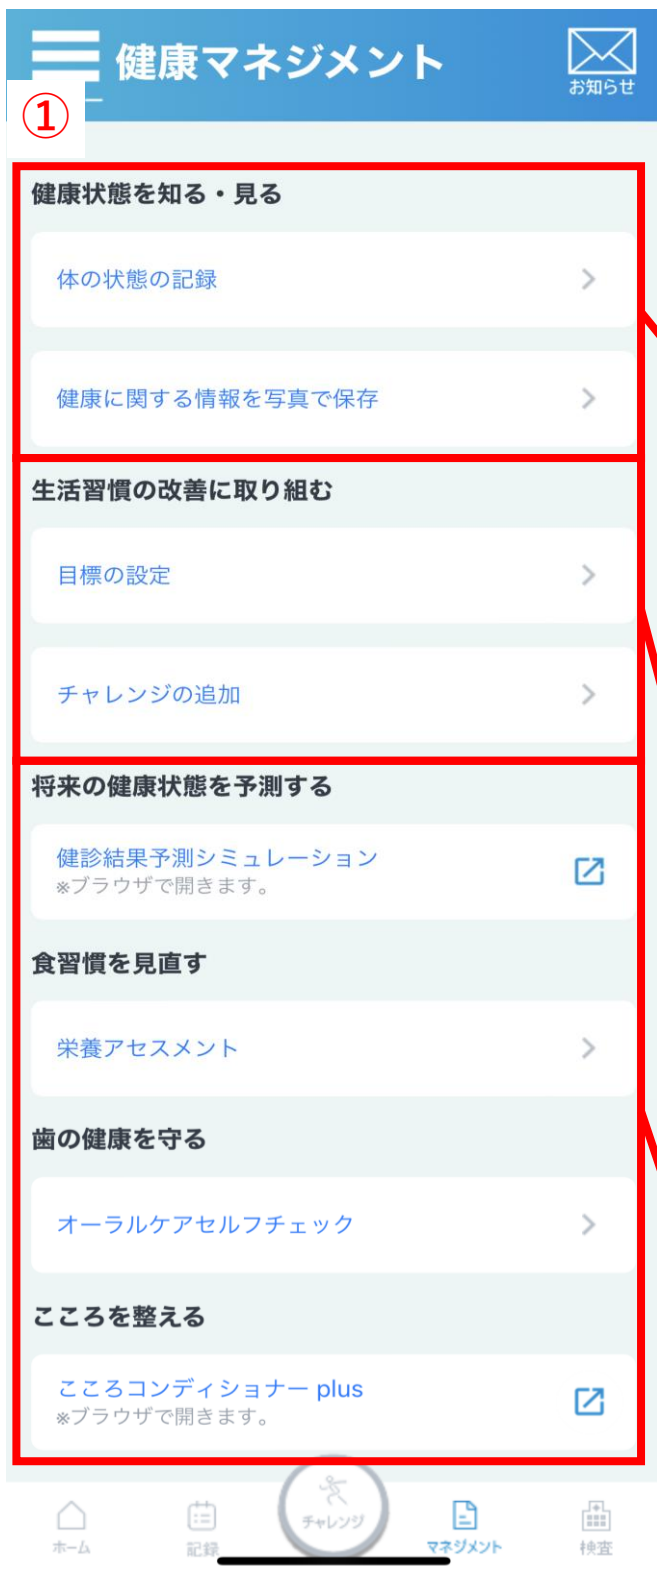 健康マネジメント
お知らせ
①
健康状態を知る・見る
体の状態の記録
健康に関する情報を写真で保存
生活習慣の改善に取り組む
目標の設定
チャレンジの追加
将来の健康状態を予測する
健診結果予測シミュレーション
※ブラウザで開きます。
食習慣を見直す
栄養アセスメント
歯の健康を守る
オーラルケアセルフチェック
こころを整える
こころコンディショナー plus
※ブラウザで開きます。
ホーム
記録
チャレンジ
マネジメント
検査